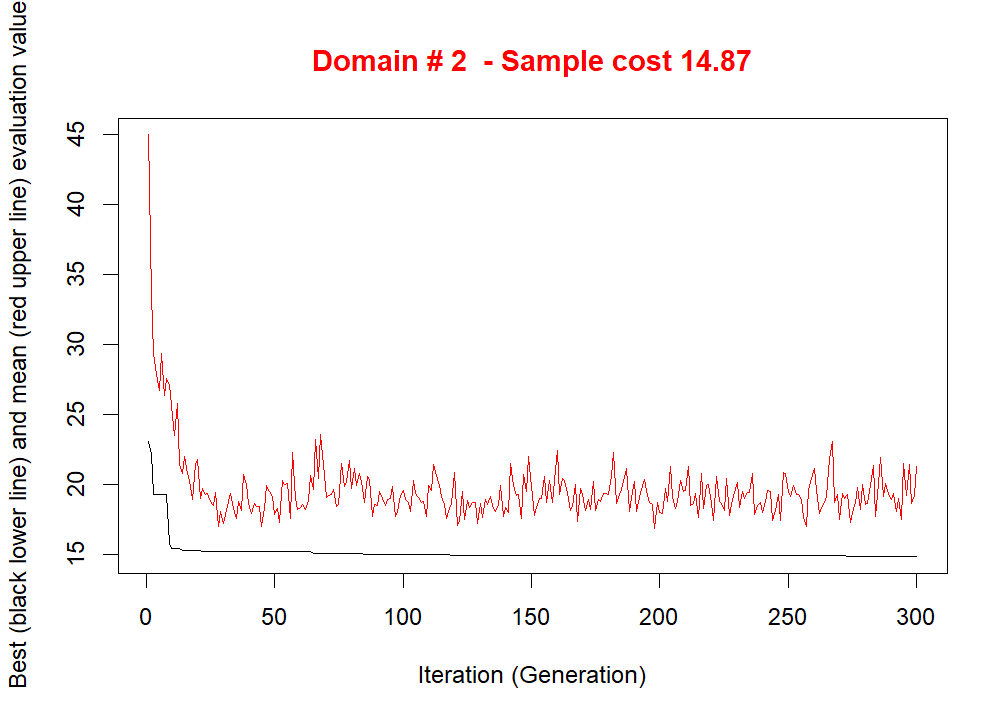 Domain # 2  - Sample cost 14.87
Best (black lower line) and mean (red upper line) evaluation value
45
40
35
30
25
20
15
0 50 100 150 200 250 300
Iteration (Generation)